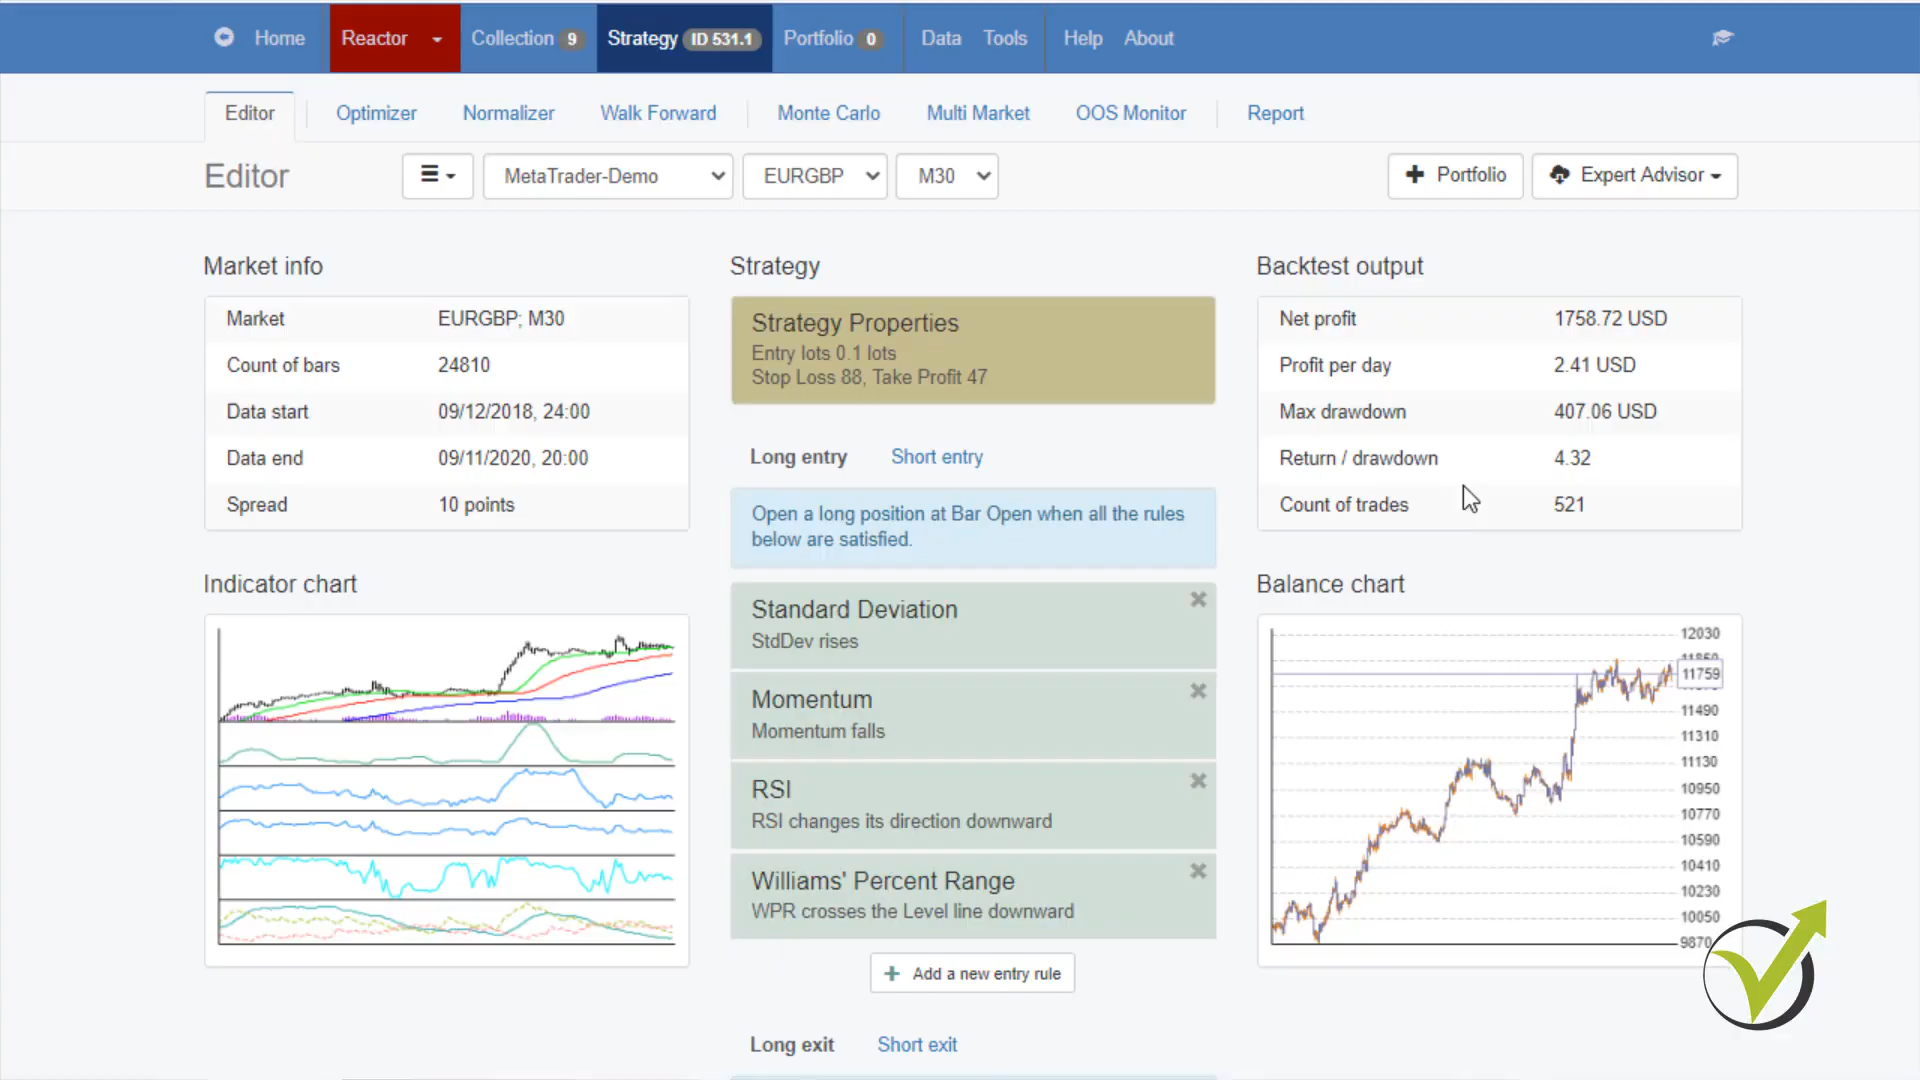 Home
Reactor
Collection 9
Strategy ID 531.1
Portfolio 0
Data
Tools
Help
About
Editor
Optimizer
Normalizer
Walk Forward
Monte Carlo
Multi Market
OOS Monitor
Report
Editor
MetaTrader-Demo
EURGBP
M30
Portfolio
Expert Advisor
Market info
Market EURGBP; M30
Count of bars 24810
Data start 09/12/2018, 24:00
Data end 09/11/2020, 20:00
Spread 10 points
Indicator chart
Strategy
Strategy Properties
Entry lots 0.1 lots
Stop Loss 88, Take Profit 47
Long entry
Short entry
Open a long position at Bar Open when all the rules
below are satisfied.
Standard Deviation
StdDev rises
Momentum
Momentum falls
RSI
RSI changes its direction downward
Williams' Percent Range
WPR crosses the Level line downward
Add a new entry rule
Long exit
Short exit
Backtest output
Net profit 1758.72 USD
Profit per day 2.41 USD
Max drawdown 407.06 USD
Return / drawdown 4.32
Count of trades 521
Balance chart
12030
11759
11490
11310
11130
10950
10770
10590
10410
10230
10050
9870